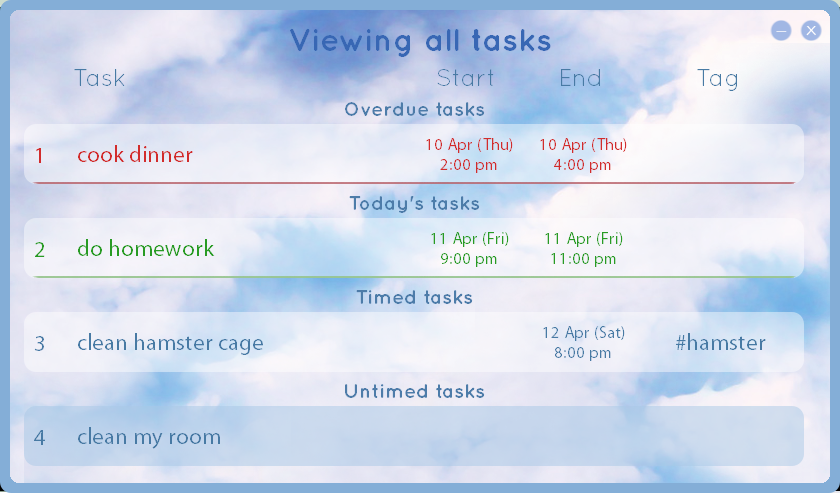 Viewing all tasks
Task Start End Tag
Overdue tasks
1 cook dinner 10 Apr (Thu) 10 Apr (Thu)
2:00 pm 4:00 pm
Today's tasks
2 do homework 11 Apr (Fri) 11 Apr (Fri)
9:00 pm 11:00 pm
Timed tasks
3 clean hamster cage 12 Apr (Sat) #hamster
8:00 pm
Untimed tasks
4 clean my room